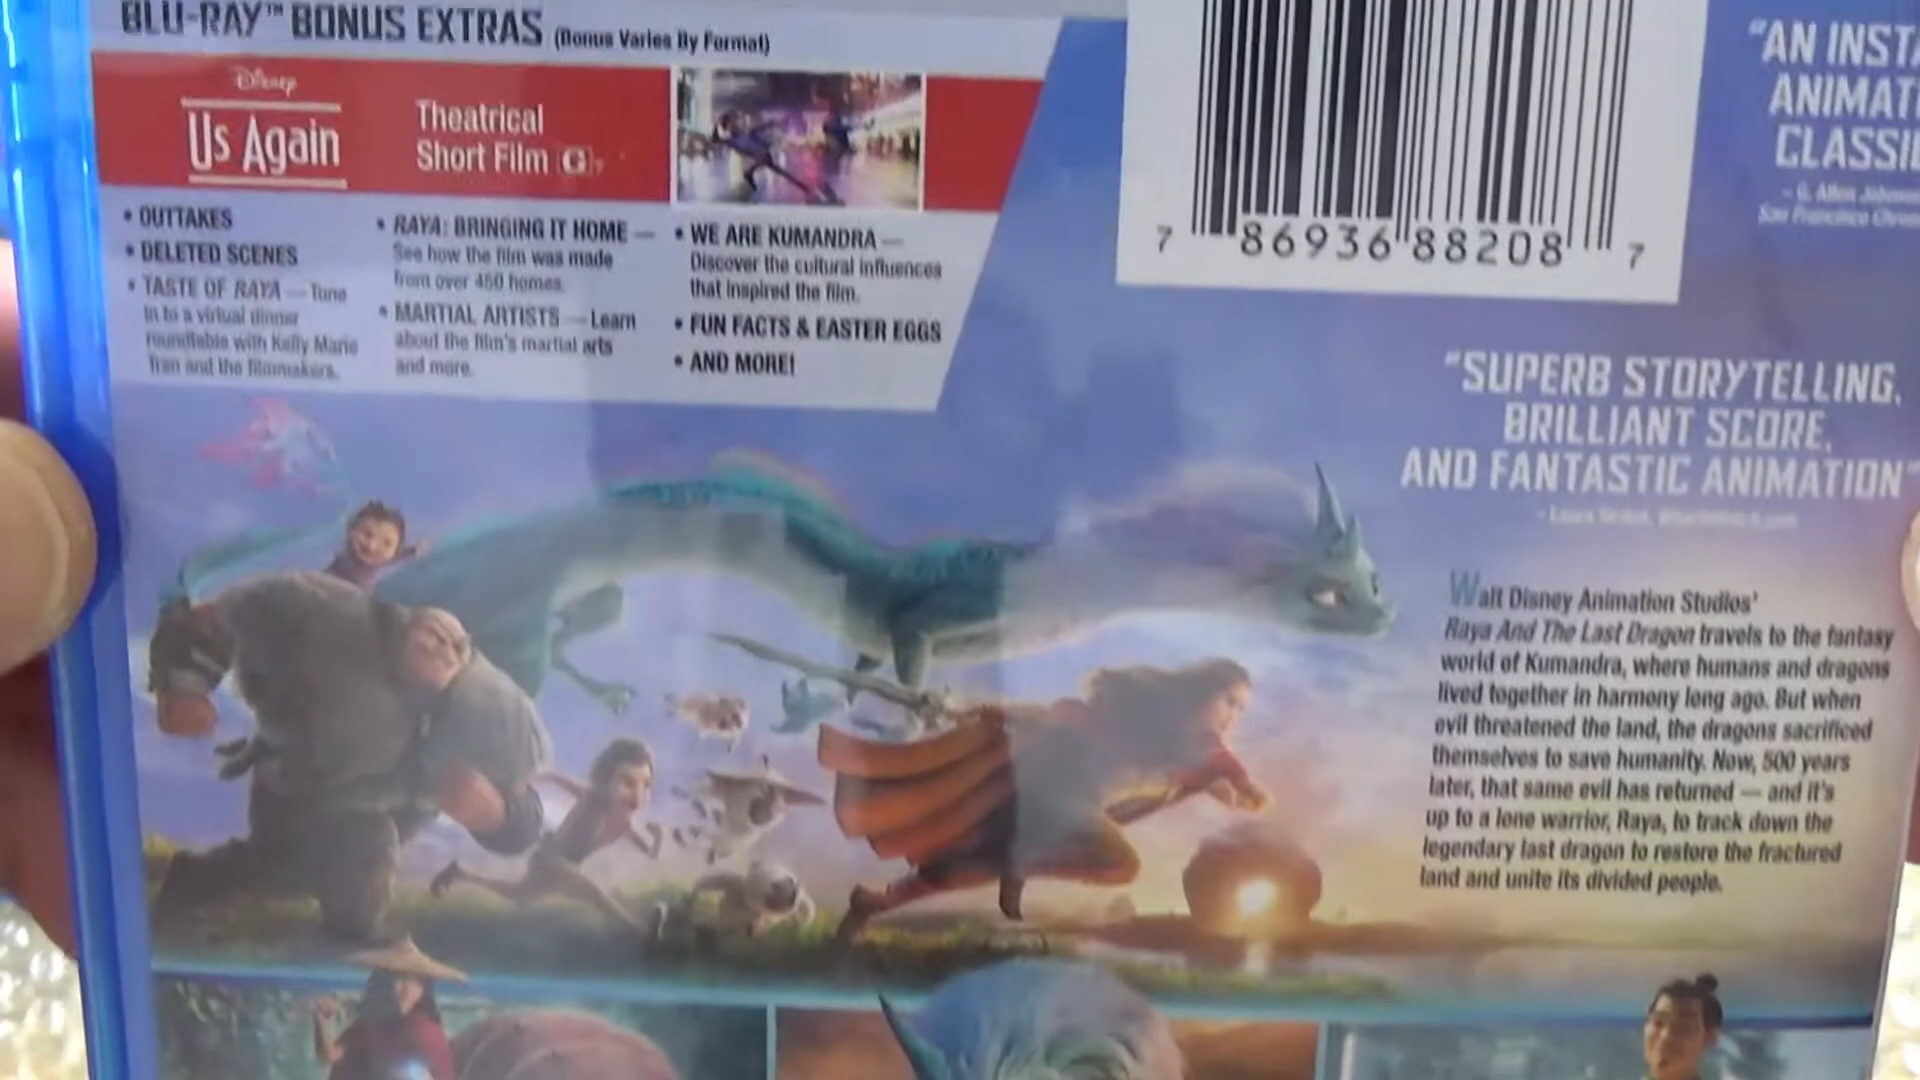 BLU-RAY™ BONUS EXTRAS (Bonus Varies By Format)
Disney
Us Again
Theatrical
Short Film G
• OUTTAKES
• DELETED SCENES
• TASTE OF RAYA — Tune
in to a virtual dinner
roundtable with Kelly Marie
Tran and the filmmakers.
• RAYA: BRINGING IT HOME —
See how the film was made
from over 450 homes.
• MARTIAL ARTISTS — Learn
about the film's martial arts
and more.
• WE ARE KUMANDRA —
Discover the cultural influences
that inspired the film.
• FUN FACTS & EASTER EGGS
• AND MORE!
7 86936 88208 7
"AN INSTA
ANIMAT
CLASSIC
- G. Allen Johnson
San Francisco Chro
"SUPERB STORYTELLING,
BRILLIANT SCORE,
AND FANTASTIC ANIMATION"
Walt Disney Animation Studios'
Raya And The Last Dragon travels to the fantasy
world of Kumandra, where humans and dragons
lived together in harmony long ago. But when
evil threatened the land, the dragons sacrificed
themselves to save humanity. Now, 500 years
later, that same evil has returned — and it's
up to a lone warrior, Raya, to track down the
legendary last dragon to restore the fractured
land and unite its divided people.